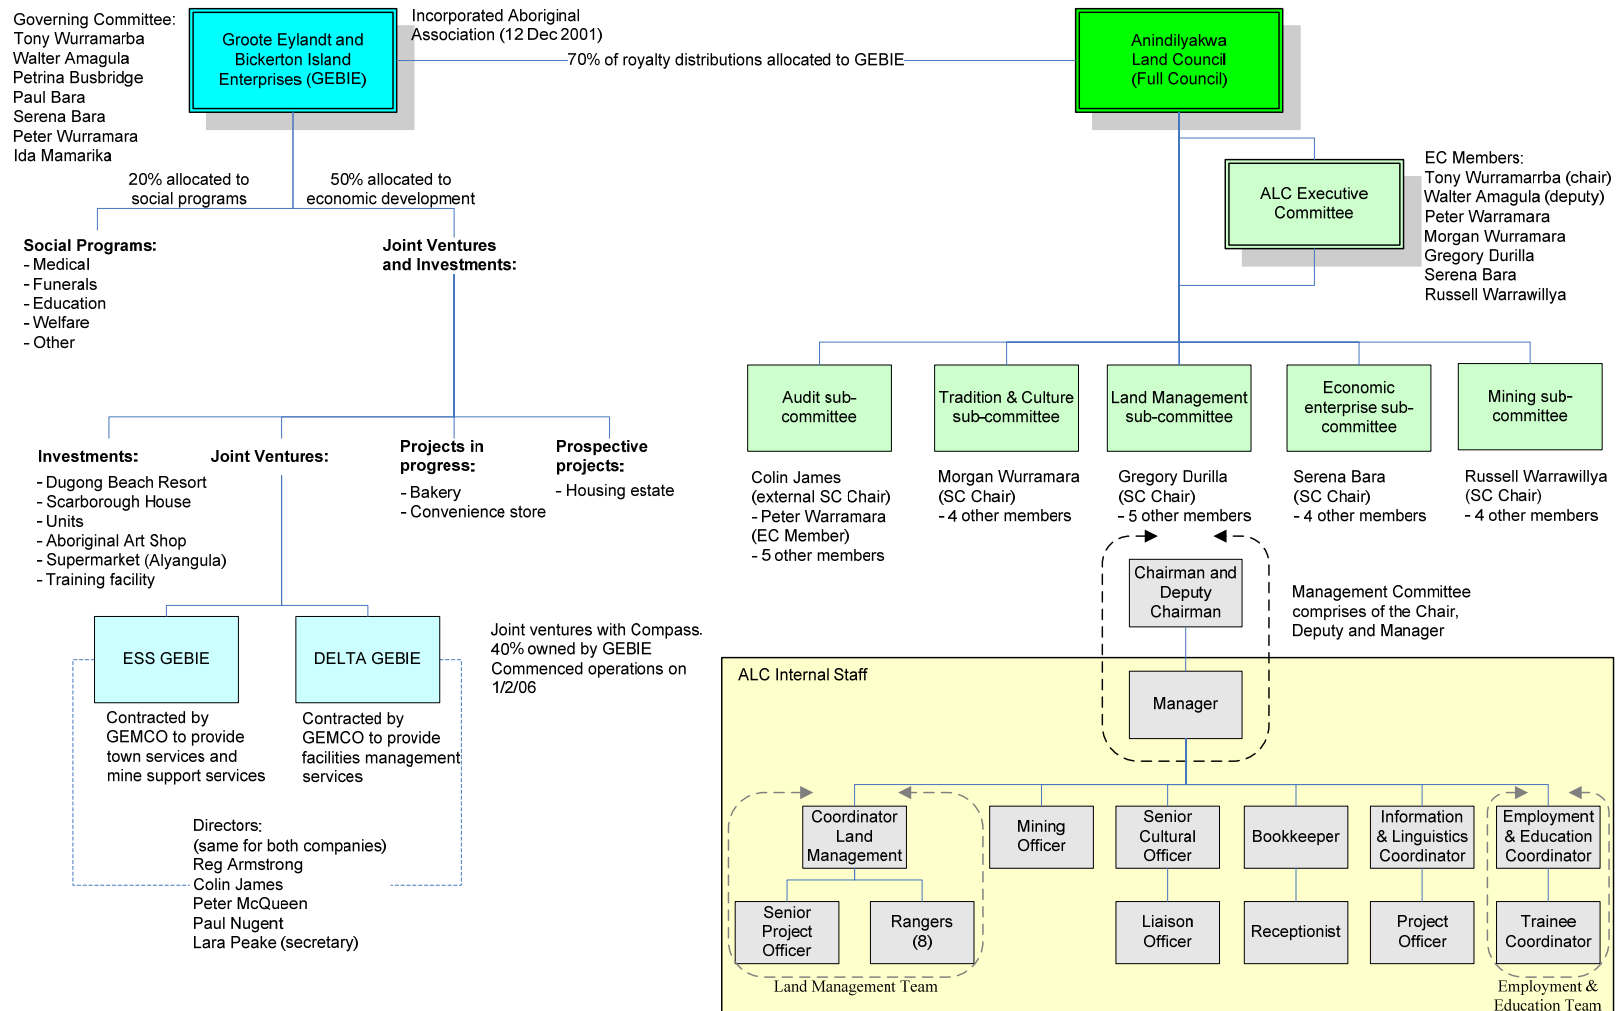 Governing Committee:
Tony Wurramarba
Walter Amagula
Petrina Busbridge
Paul Bara
Serena Bara
Peter Wurramara
Ida Mamarika
Groote Eylandt and
Bickerton Island
Enterprises (GEBIE)
Incorporated Aboriginal
Association (12 Dec 2001)
70% of royalty distributions allocated to GEBIE
Anindilyakwa
Land Council
(Full Council)
ALC Executive
Committee
EC Members:
Tony Wurramarrba (chair)
Walter Amagula (deputy)
Peter Warramara
Morgan Wurramara
Gregory Durilla
Serena Bara
Russell Warrawillya
20% allocated to
social programs
50% allocated to
economic development
Social Programs:
- Medical
- Funerals
- Education
- Welfare
- Other
Joint Ventures
and Investments:
Investments:
- Dugong Beach Resort
- Scarborough House
- Units
- Aboriginal Art Shop
- Supermarket (Alyangula)
- Training facility
Joint Ventures:
Projects in
progress:
- Bakery
- Convenience store
Prospective
projects:
- Housing estate
ESS GEBIE
DELTA GEBIE
Joint ventures with Compass.
40% owned by GEBIE
Commenced operations on
1/2/06
Contracted by
GEMCO to provide
town services and
mine support services
Contracted by
GEMCO to provide
facilities management
services
Directors:
(same for both companies)
Reg Armstrong
Colin James
Peter McQueen
Paul Nugent
Lara Peake (secretary)
Audit sub-
committee
Tradition & Culture
sub-committee
Land Management
sub-committee
Economic
enterprise sub-
committee
Mining sub-
committee
Colin James
(external SC Chair)
- Peter Warramara
(EC Member)
- 5 other members
Morgan Wurramara
(SC Chair)
- 4 other members
Gregory Durilla
(SC Chair)
- 5 other members
Serena Bara
(SC Chair)
- 4 other members
Russell Warrawillya
(SC Chair)
- 4 other members
Chairman and
Deputy
Chairman
Management Committee
comprises of the Chair,
Deputy and Manager
ALC Internal Staff
Manager
Coordinator
Land
Management
Mining
Officer
Senior
Cultural
Officer
Bookkeeper
Information
& Linguistics
Coordinator
Employment
& Education
Coordinator
Senior
Project
Officer
Rangers
(8)
Liaison
Officer
Receptionist
Project
Officer
Trainee
Coordinator
Land Management Team
Employment &
Education Team